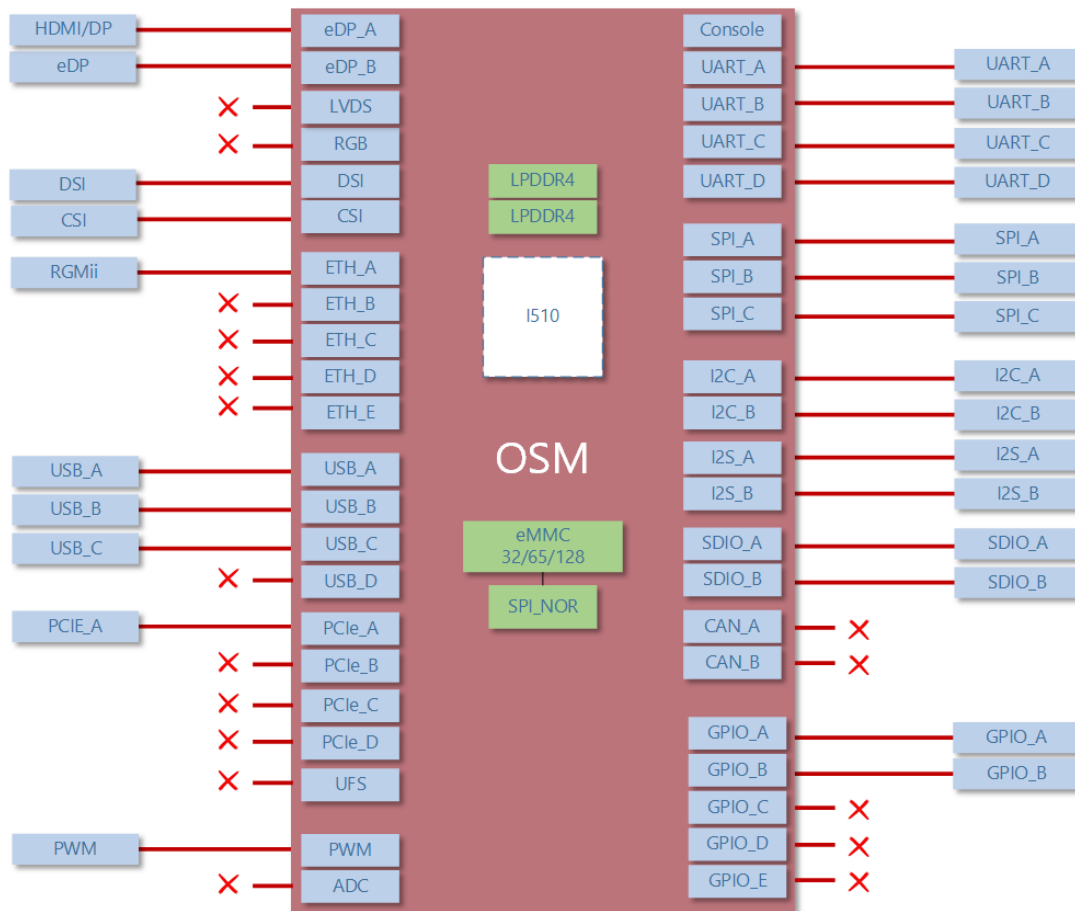 HDMI/DP
eDP
DSI
CSI
RGMii
USB_A
USB_B
USB_C
PCIE_A
PWM
eDP_A
eDP_B
LVDS
RGB
DSI
CSI
ETH_A
ETH_B
ETH_C
ETH_D
ETH_E
USB_A
USB_B
USB_C
USB_D
PCIe_A
PCIe_B
PCIe_C
PCIe_D
UFS
PWM
ADC
LPDDR4
LPDDR4
I510
OSM
eMMC
32/65/128
SPI_NOR
Console
UART_A
UART_B
UART_C
UART_D
SPI_A
SPI_B
SPI_C
I2C_A
I2C_B
I2S_A
I2S_B
SDIO_A
SDIO_B
CAN_A
CAN_B
GPIO_A
GPIO_B
GPIO_C
GPIO_D
GPIO_E
UART_A
UART_B
UART_C
UART_D
SPI_A
SPI_B
SPI_C
I2C_A
I2C_B
I2S_A
I2S_B
SDIO_A
SDIO_B
GPIO_A
GPIO_B